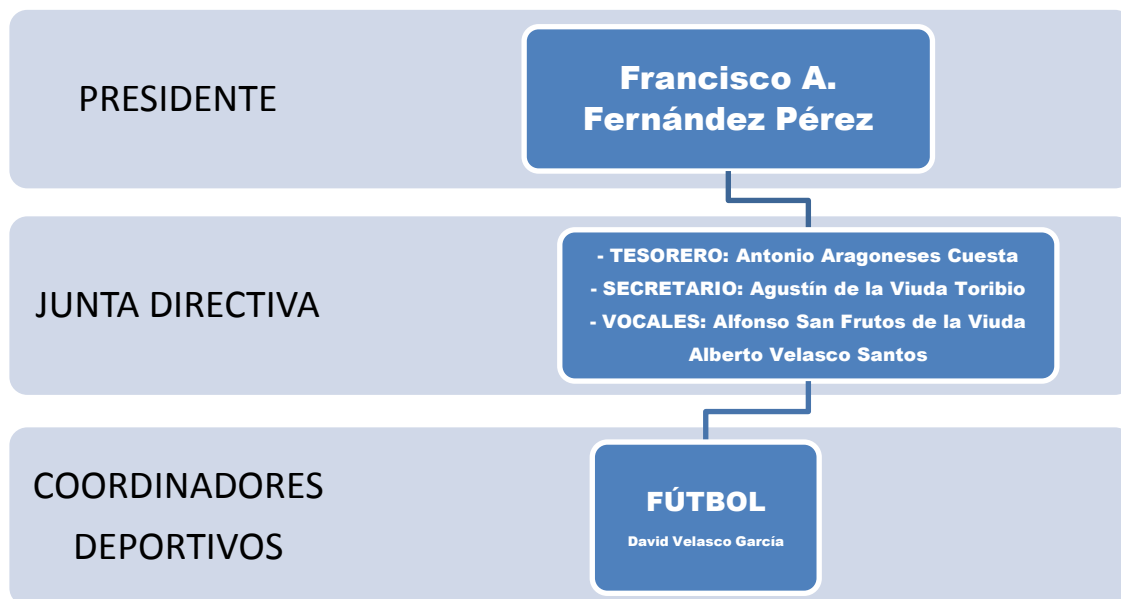 PRESIDENTE
Francisco A.
Fernández Pérez
JUNTA DIRECTIVA
- TESORERO: Antonio Aragoneses Cuesta
- SECRETARIO: Agustín de la Viuda Toribio
- VOCALES: Alfonso San Frutos de la Viuda
Alberto Velasco Santos
COORDINADORES
DEPORTIVOS
FÚTBOL
David Velasco García